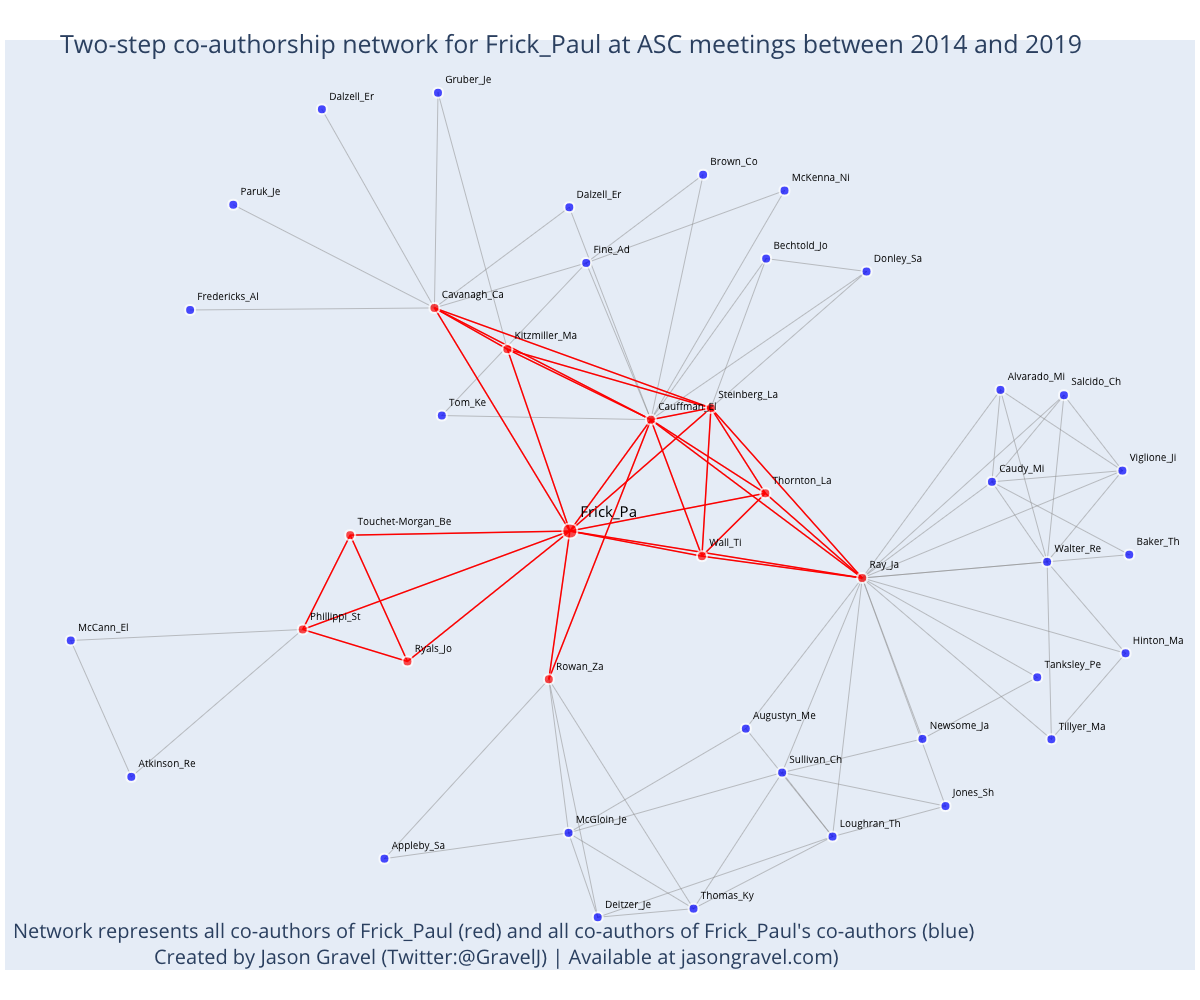 Two-step co-authorship network for Frick_Paul at ASC meetings between 2014 and 2019
Gruber_Je
Dalzell_Er
Brown_Co
McKenna_Ni
Paruk_Je
Dalzell_Er
Fine_Ad
Bechtold_Jo
Donley_Sa
Fredericks_Al
Cavanagh_Ca
Kitzmiller_Ma
Alvarado_Mi
Salcido_Ch
Steinberg_La
Tom_Ke
Cauffman_El
Viglione_Ji
Caudy_Mi
Thornton_La
Frick_Pa
Touchet-Morgan_Be
Wall_Ti
Baker_Th
Walter_Re
Ray_Ja
Phillippi_St
McCann_El
Ryals_Jo
Hinton_Ma
Rowan_Za
Tanksley_Pe
Augustyn_Me
Newsome_Ja
Tillyer_Ma
Atkinson_Re
Sullivan_Ch
Jones_Sh
McGloin_Je
Loughran_Th
Appleby_Sa
Thomas_Ky
Deitzer_Je
Network represents all co-authors of Frick_Paul (red) and all co-authors of Frick_Paul's co-authors (blue)
Created by Jason Gravel (Twitter:@GravelJ) | Available at jasongravel.com)